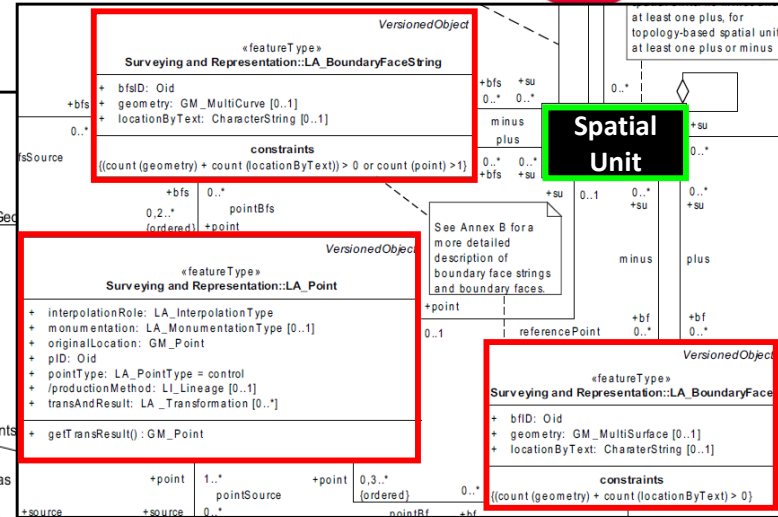 at least one plus, for
topology-based spatial unit
at least one plus or minus
VersionedObject
«featureType»
Surveying and Representation::LA_BoundaryFaceString
+ bfsID: Oid
+ geometry: GM_MultiCurve [0..1]
+ locationByText: CharacterString [0..1]
constraints
{(count (geometry) + count (locationByText)) > 0 or count (point) >1}
+bfs
0..*
fsSource
+bfs +su
0..* 0..*
minus
plus
0..* 0..*
+bfs +su
0..*
Spatial
Unit
+su
0..*
+su 0..1
0..*
+su
0..*
+su
+bfs 0..*
pointBfs
0,2..*
{ordered} +point
See Annex B for a
more detailed
description of
boundary face strings
and boundary faces.
minus plus
VersionedObject
«featureType»
Surveying and Representation::LA_Point
+ interpolationRole: LA_InterpolationType
+ monumentation: LA_MonumentationType [0..1]
+ originalLocation: GM_Point
+ pID: Oid
+ pointType: LA_PointType = control
+ /productionMethod: LI_Lineage [0..1]
+ transAndResult: LA _Transformation [0..*]
+ getTransResult() : GM_Point
+point
0..1
referencePoint
+bf
0..*
+bf
0..*
VersionedObject
«featureType»
Surveying and Representation::LA_BoundaryFace
+ bfID: Oid
+ geometry: GM_MultiSurface [0..1]
+ locationByText: CharaterString [0..1]
constraints
{(count (geometry) + count (locationByText) > 0}
+point 1..*
pointSource
+source 0..*
+point 0,3..*
{ordered}
0..*
pointBf +bf